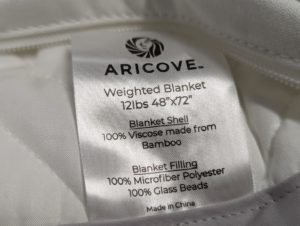 ARICOVE™
Weighted Blanket
12lbs 48"x72"
Blanket Shell
100% Viscose made from
Bamboo
Blanket Filling
100% Microfiber Polyester
100% Glass Beads
Made in China